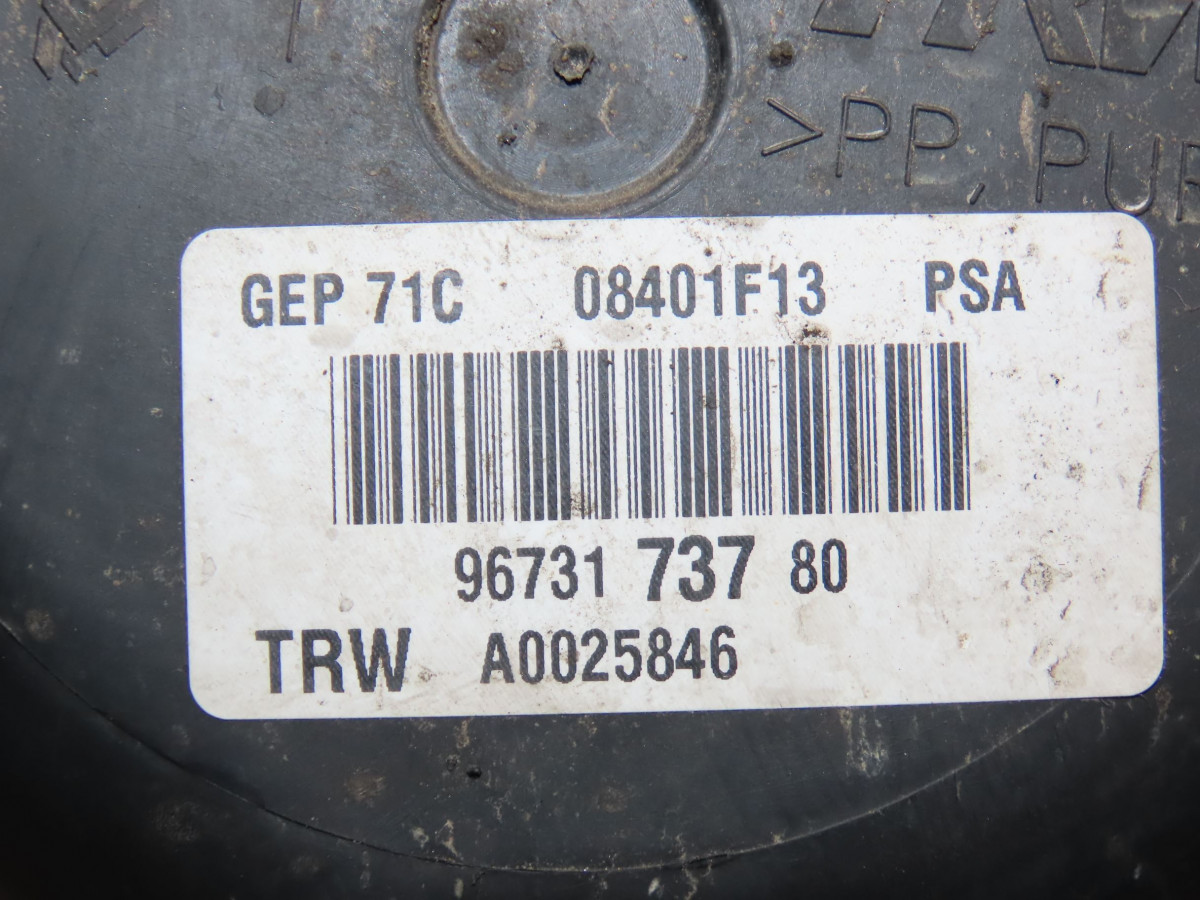 >PP, PUR
GEP 71C 08401F13 PSA
96731 737 80
TRW A0025846